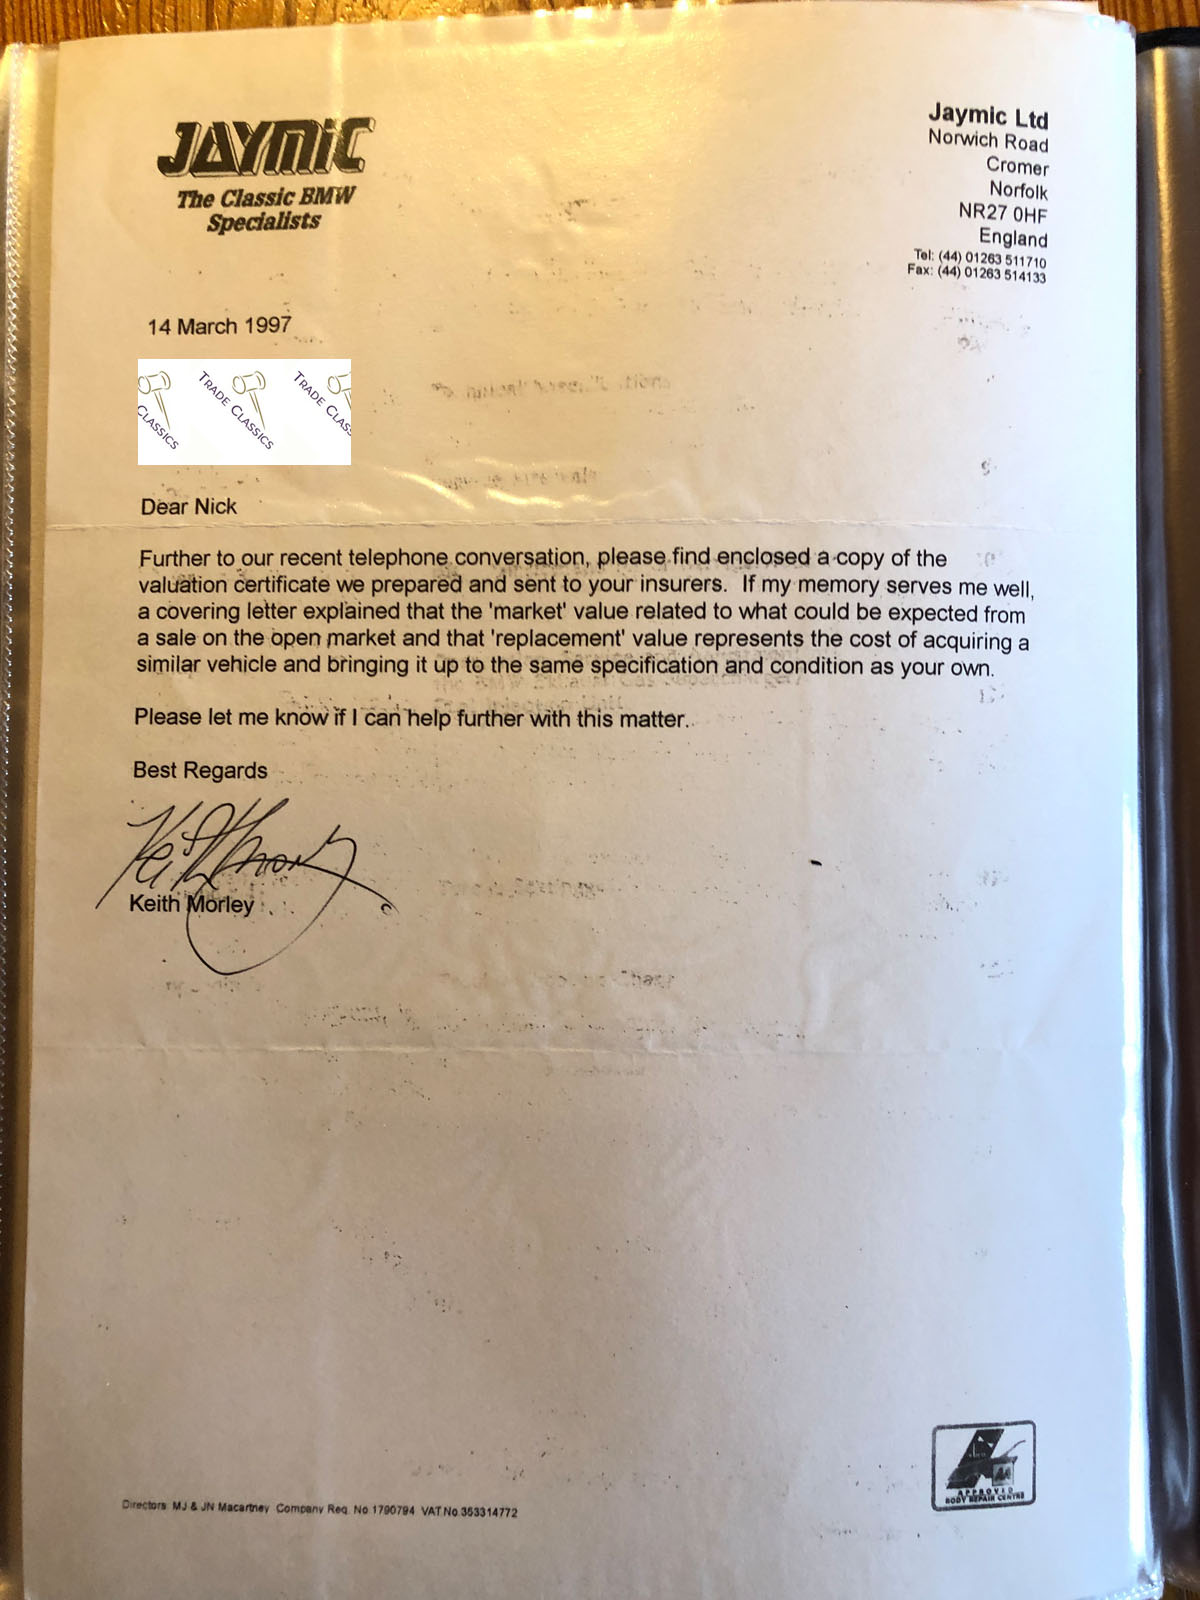 JAYMiC
The Classic BMW
Specialists
Jaymic Ltd
Norwich Road
Cromer
Norfolk
NR27 0HF
England
Tel: (44) 01263 511710
Fax: (44) 01263 514133
14 March 1997
TRADE CLASSICS
TRADE CLASS
CLASSICS
Dear Nick
Further to our recent telephone conversation, please find enclosed a copy of the
valuation certificate we prepared and sent to your insurers. If my memory serves me well,
a covering letter explained that the 'market' value related to what could be expected from
a sale on the open market and that 'replacement' value represents the cost of acquiring a
similar vehicle and bringing it up to the same specification and condition as your own.
Please let me know if I can help further with this matter.
Best Regards
Keith Morley
Keith Morley
AA
APPROVED
BODY REPAIR CENTRE
Directors MJ & JN Macartney Company Reg. No 1790794 VAT No 353314772